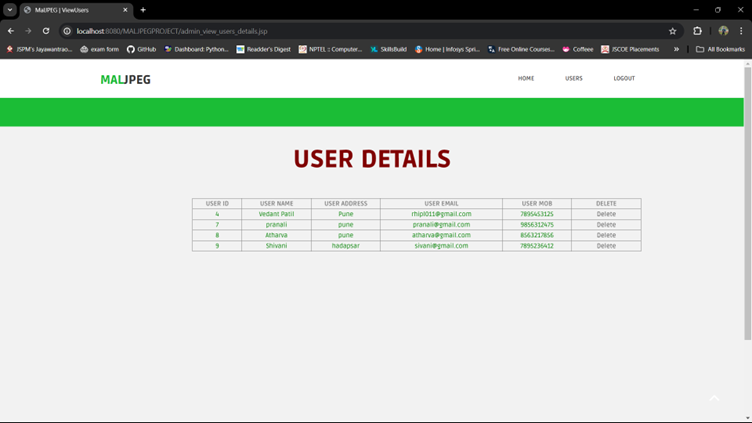 MalJPEG | ViewUsers
localhost:8080/MALJPEGPROJECT/admin_view_users_details.jsp
JSPM's Jayawantrao... exam form GitHub Dashboard: Python... Readder's Digest NPTEL :: Computer... SkillsBuild Home | Infosys Sprin... Free Online Courses... Coffeee JSCOE Placements » All Bookmarks
MALJPEG HOME USERS LOGOUT
USER DETAILS
USER ID USER NAME USER ADDRESS USER EMAIL USER MOB DELETE
4 Vedant Patil Pune rhipl011@gmail.com 7895453125 Delete
7 pranali pune pranali@gmail.com 9856312475 Delete
8 Atharva pune atharva@gmail.com 8563217856 Delete
9 Shivani hadapsar sivani@gmail.com 7895236412 Delete